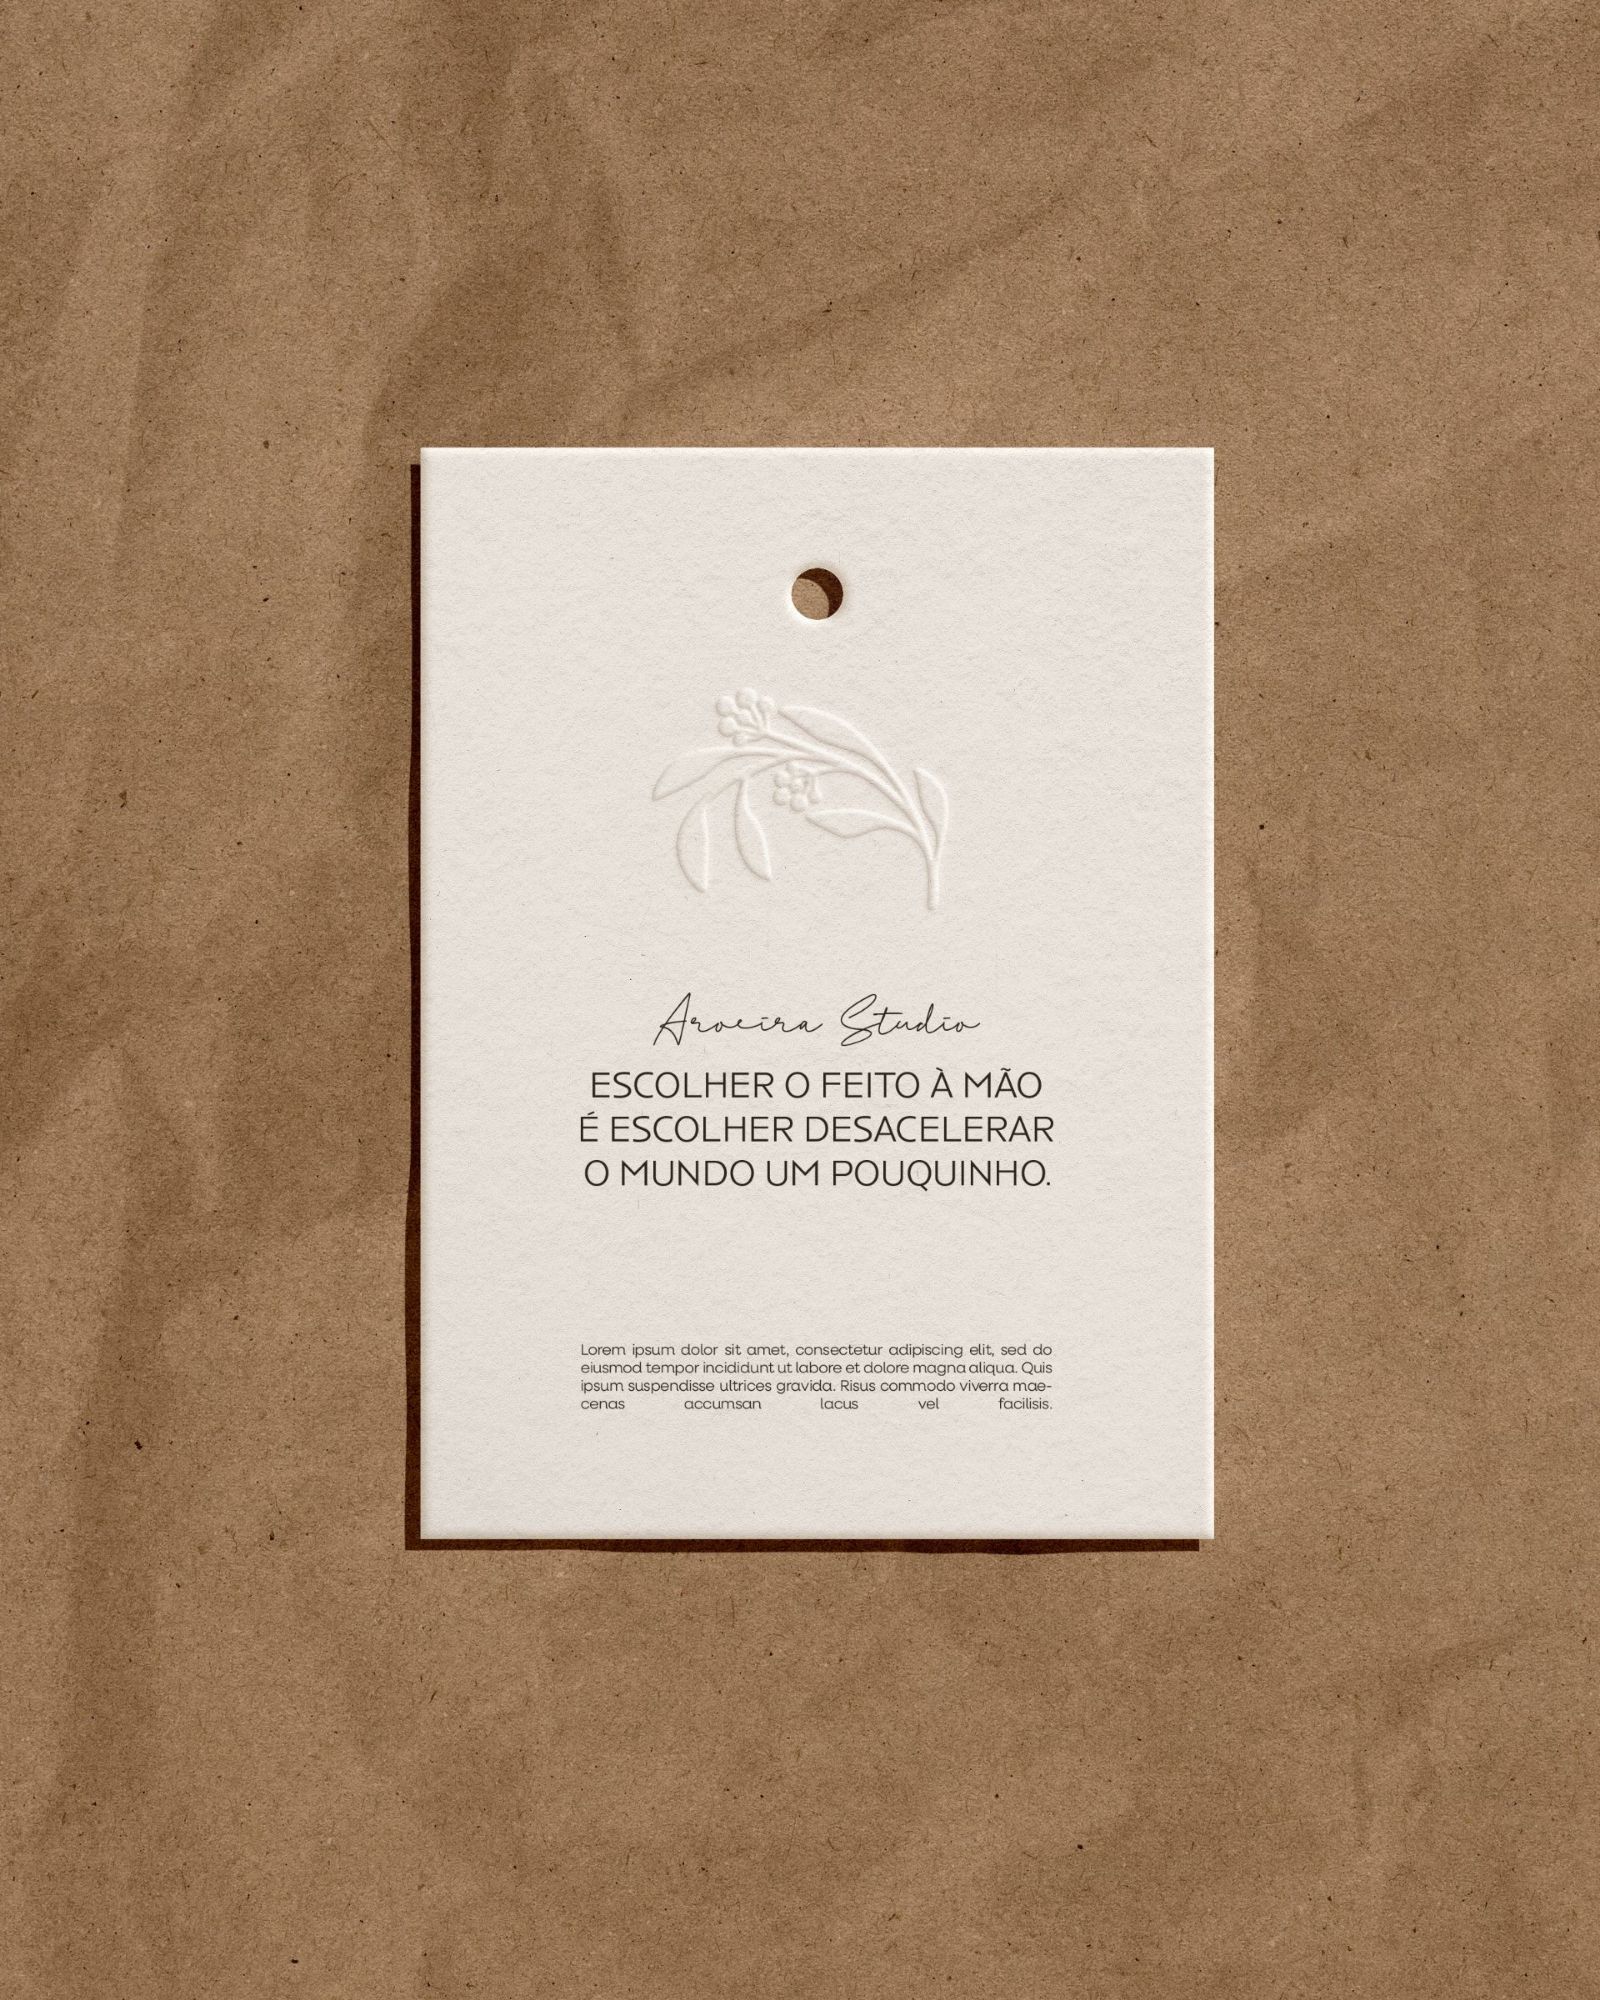 Aroeira Studio
ESCOLHER O FEITO À MÃO
É ESCOLHER DESACELERAR
O MUNDO UM POUQUINHO.
Lorem ipsum dolor sit amet, consectetur adipiscing elit, sed do
eiusmod tempor incididunt ut labore et dolore magna aliqua. Quis
ipsum suspendisse ultrices gravida. Risus commodo viverra mae-
cenas accumsan lacus vel facilisis.